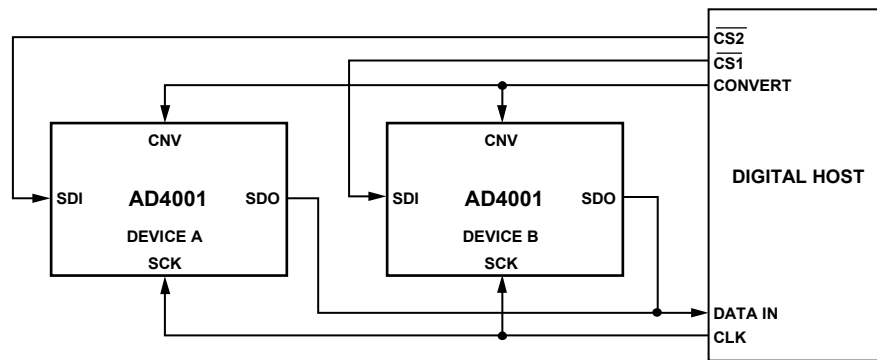 CS2
CS1
CONVERT
CNV
CNV
DIGITAL HOST
SDI
AD4001
SDO
SDI
AD4001
SDO
DEVICE A
DEVICE B
SCK
SCK
DATA IN
CLK